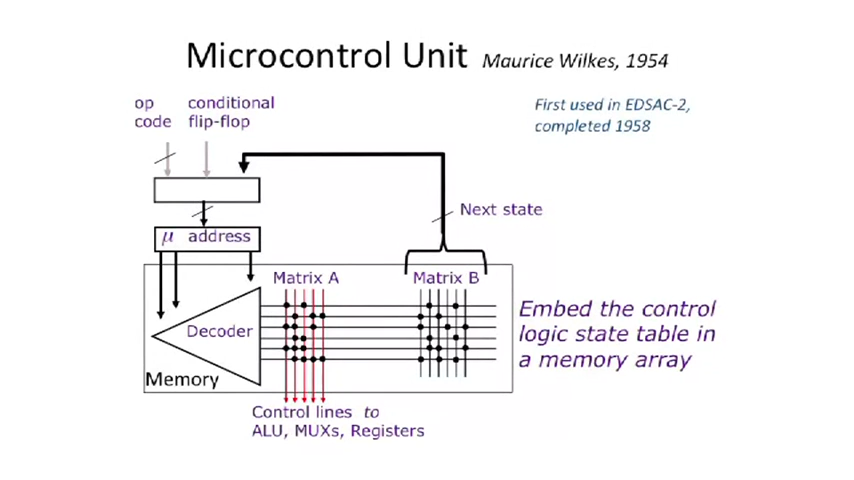 Microcontrol Unit Maurice Wilkes, 1954
op conditional
code flip-flop
First used in EDSAC-2,
completed 1958
Next state
μ address
Matrix A Matrix B
Decoder
Embed the control
logic state table in
a memory array
Memory
Control lines to
ALU, MUXs, Registers